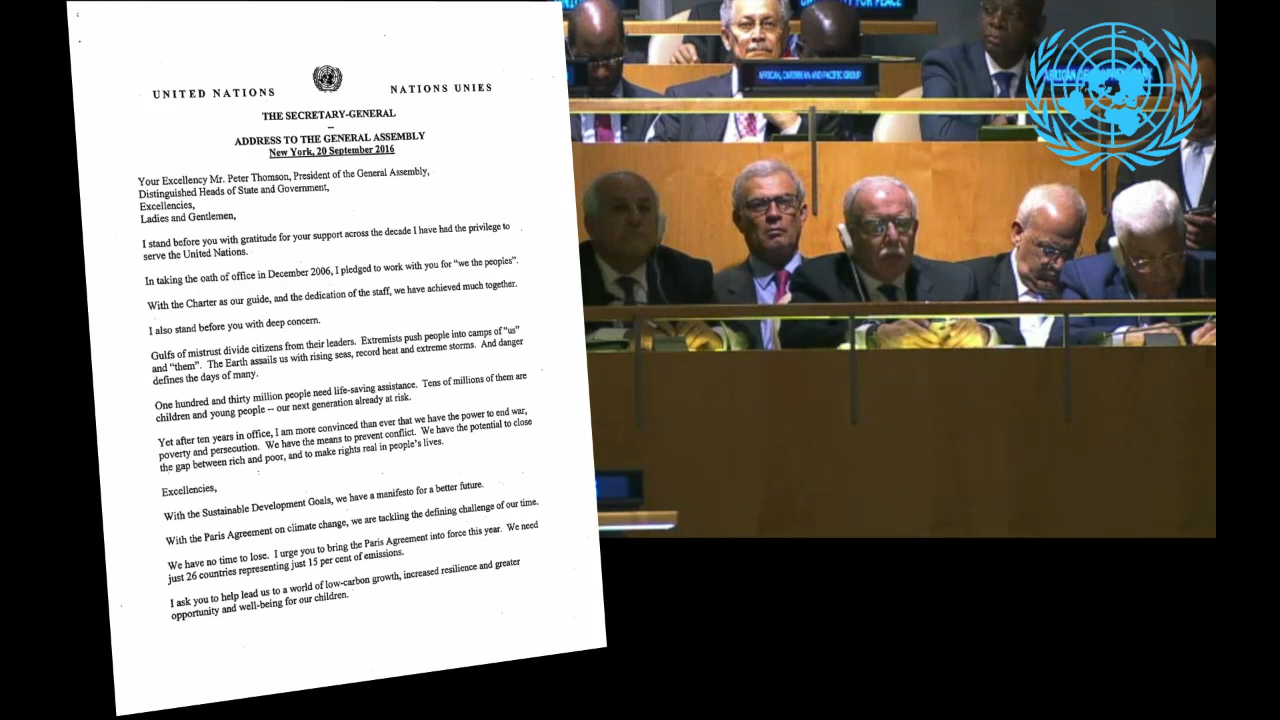 UNITED NATIONS
NATIONS UNIES
THE SECRETARY-GENERAL
--
ADDRESS TO THE GENERAL ASSEMBLY
New York, 20 September 2016
Your Excellency Mr. Peter Thomson, President of the General Assembly,
Distinguished Heads of State and Government,
Excellencies,
Ladies and Gentlemen,
I stand before you with gratitude for your support across the decade I have had the privilege to
serve the United Nations.
In taking the oath of office in December 2006, I pledged to work with you for “we the peoples”.
With the Charter as our guide, and the dedication of the staff, we have achieved much together.
I also stand before you with deep concern.
Gulfs of mistrust divide citizens from their leaders. Extremists push people into camps of “us”
and “them”. The Earth assails us with rising seas, record heat and extreme storms. And danger
defines the days of many.
One hundred and thirty million people need life-saving assistance. Tens of millions of them are
children and young people -- our next generation already at risk.
Yet after ten years in office, I am more convinced than ever that we have the power to end war,
poverty and persecution. We have the means to prevent conflict. We have the potential to close
the gap between rich and poor, and to make rights real in people’s lives.
Excellencies,
With the Sustainable Development Goals, we have a manifesto for a better future.
With the Paris Agreement on climate change, we are tackling the defining challenge of our time.
We have no time to lose. I urge you to bring the Paris Agreement into force this year. We need
just 26 countries representing just 15 per cent of emissions.
I ask you to help lead us to a world of low-carbon growth, increased resilience and greater
opportunity and well-being for our children.
FOR PEACE
AFRICAN, CARIBBEAN AND PACIFIC GROUP